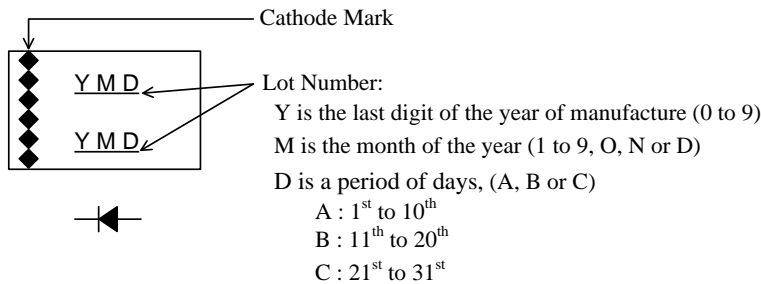 Cathode Mark
Y M D
Lot Number:
Y is the last digit of the year of manufacture (0 to 9)
Y M D
M is the month of the year (1 to 9, O, N or D)
D is a period of days, (A, B or C)
A : 1st to 10th
B : 11th to 20th
C : 21st to 31st